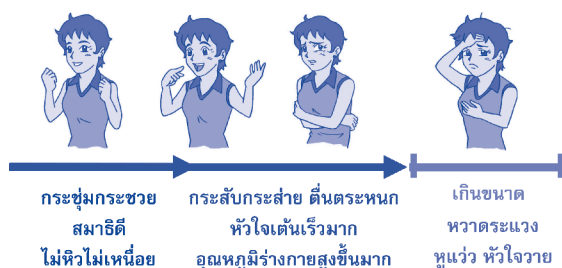 กระชุ่มกระชวย
สมาธิดี
ไม่หิวไม่เหนื่อย
กระสับกระส่าย ตื่นตระหนก
หัวใจเต้นเร็วมาก
อุณหภูมิร่างกายสูงขึ้นมาก
เกินขนาด
หวาดระแวง
หูแว่ว หัวใจวาย